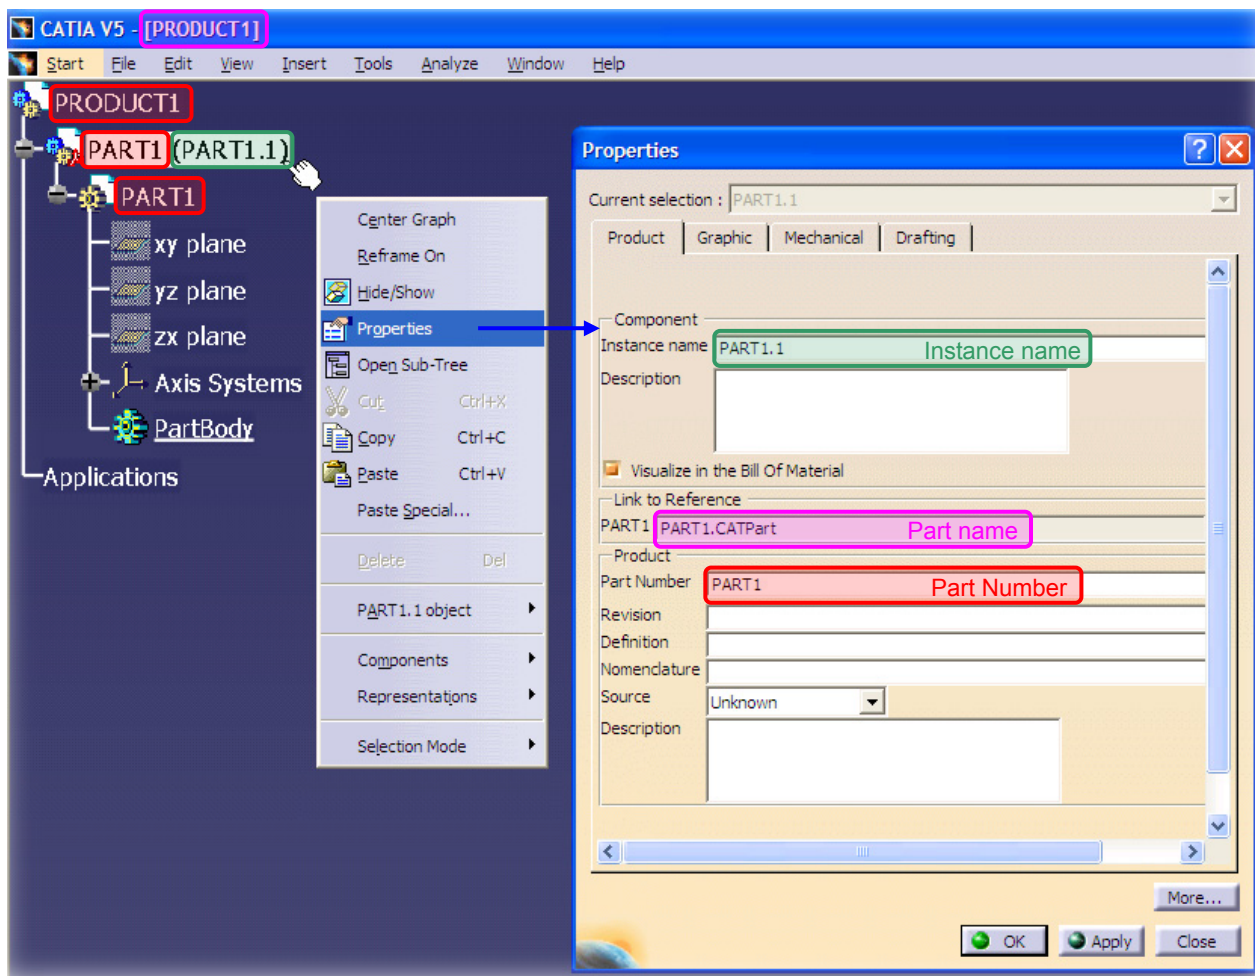 CATIA V5 - [PRODUCT1]
Start File Edit View Insert Tools Analyze Window Help
PRODUCT1
PART1 (PART1.1)
PART1
xy plane
yz plane
zx plane
Axis Systems
PartBody
Applications
Center Graph
Reframe On
Hide/Show
Properties
Open Sub-Tree
Cut Ctrl+X
Copy Ctrl+C
Paste Ctrl+V
Paste Special...
Delete Del
PART1.1 object
Components
Representations
Selection Mode
Properties
Current selection : PART1.1
Product Graphic Mechanical Drafting
Component
Instance name PART1.1 Instance name
Description
Visualize in the Bill Of Material
Link to Reference
PART1 PART1.CATPart Part name
Product
Part Number PART1 Part Number
Revision
Definition
Nomenclature
Source Unknown
Description
More...
OK Apply Close